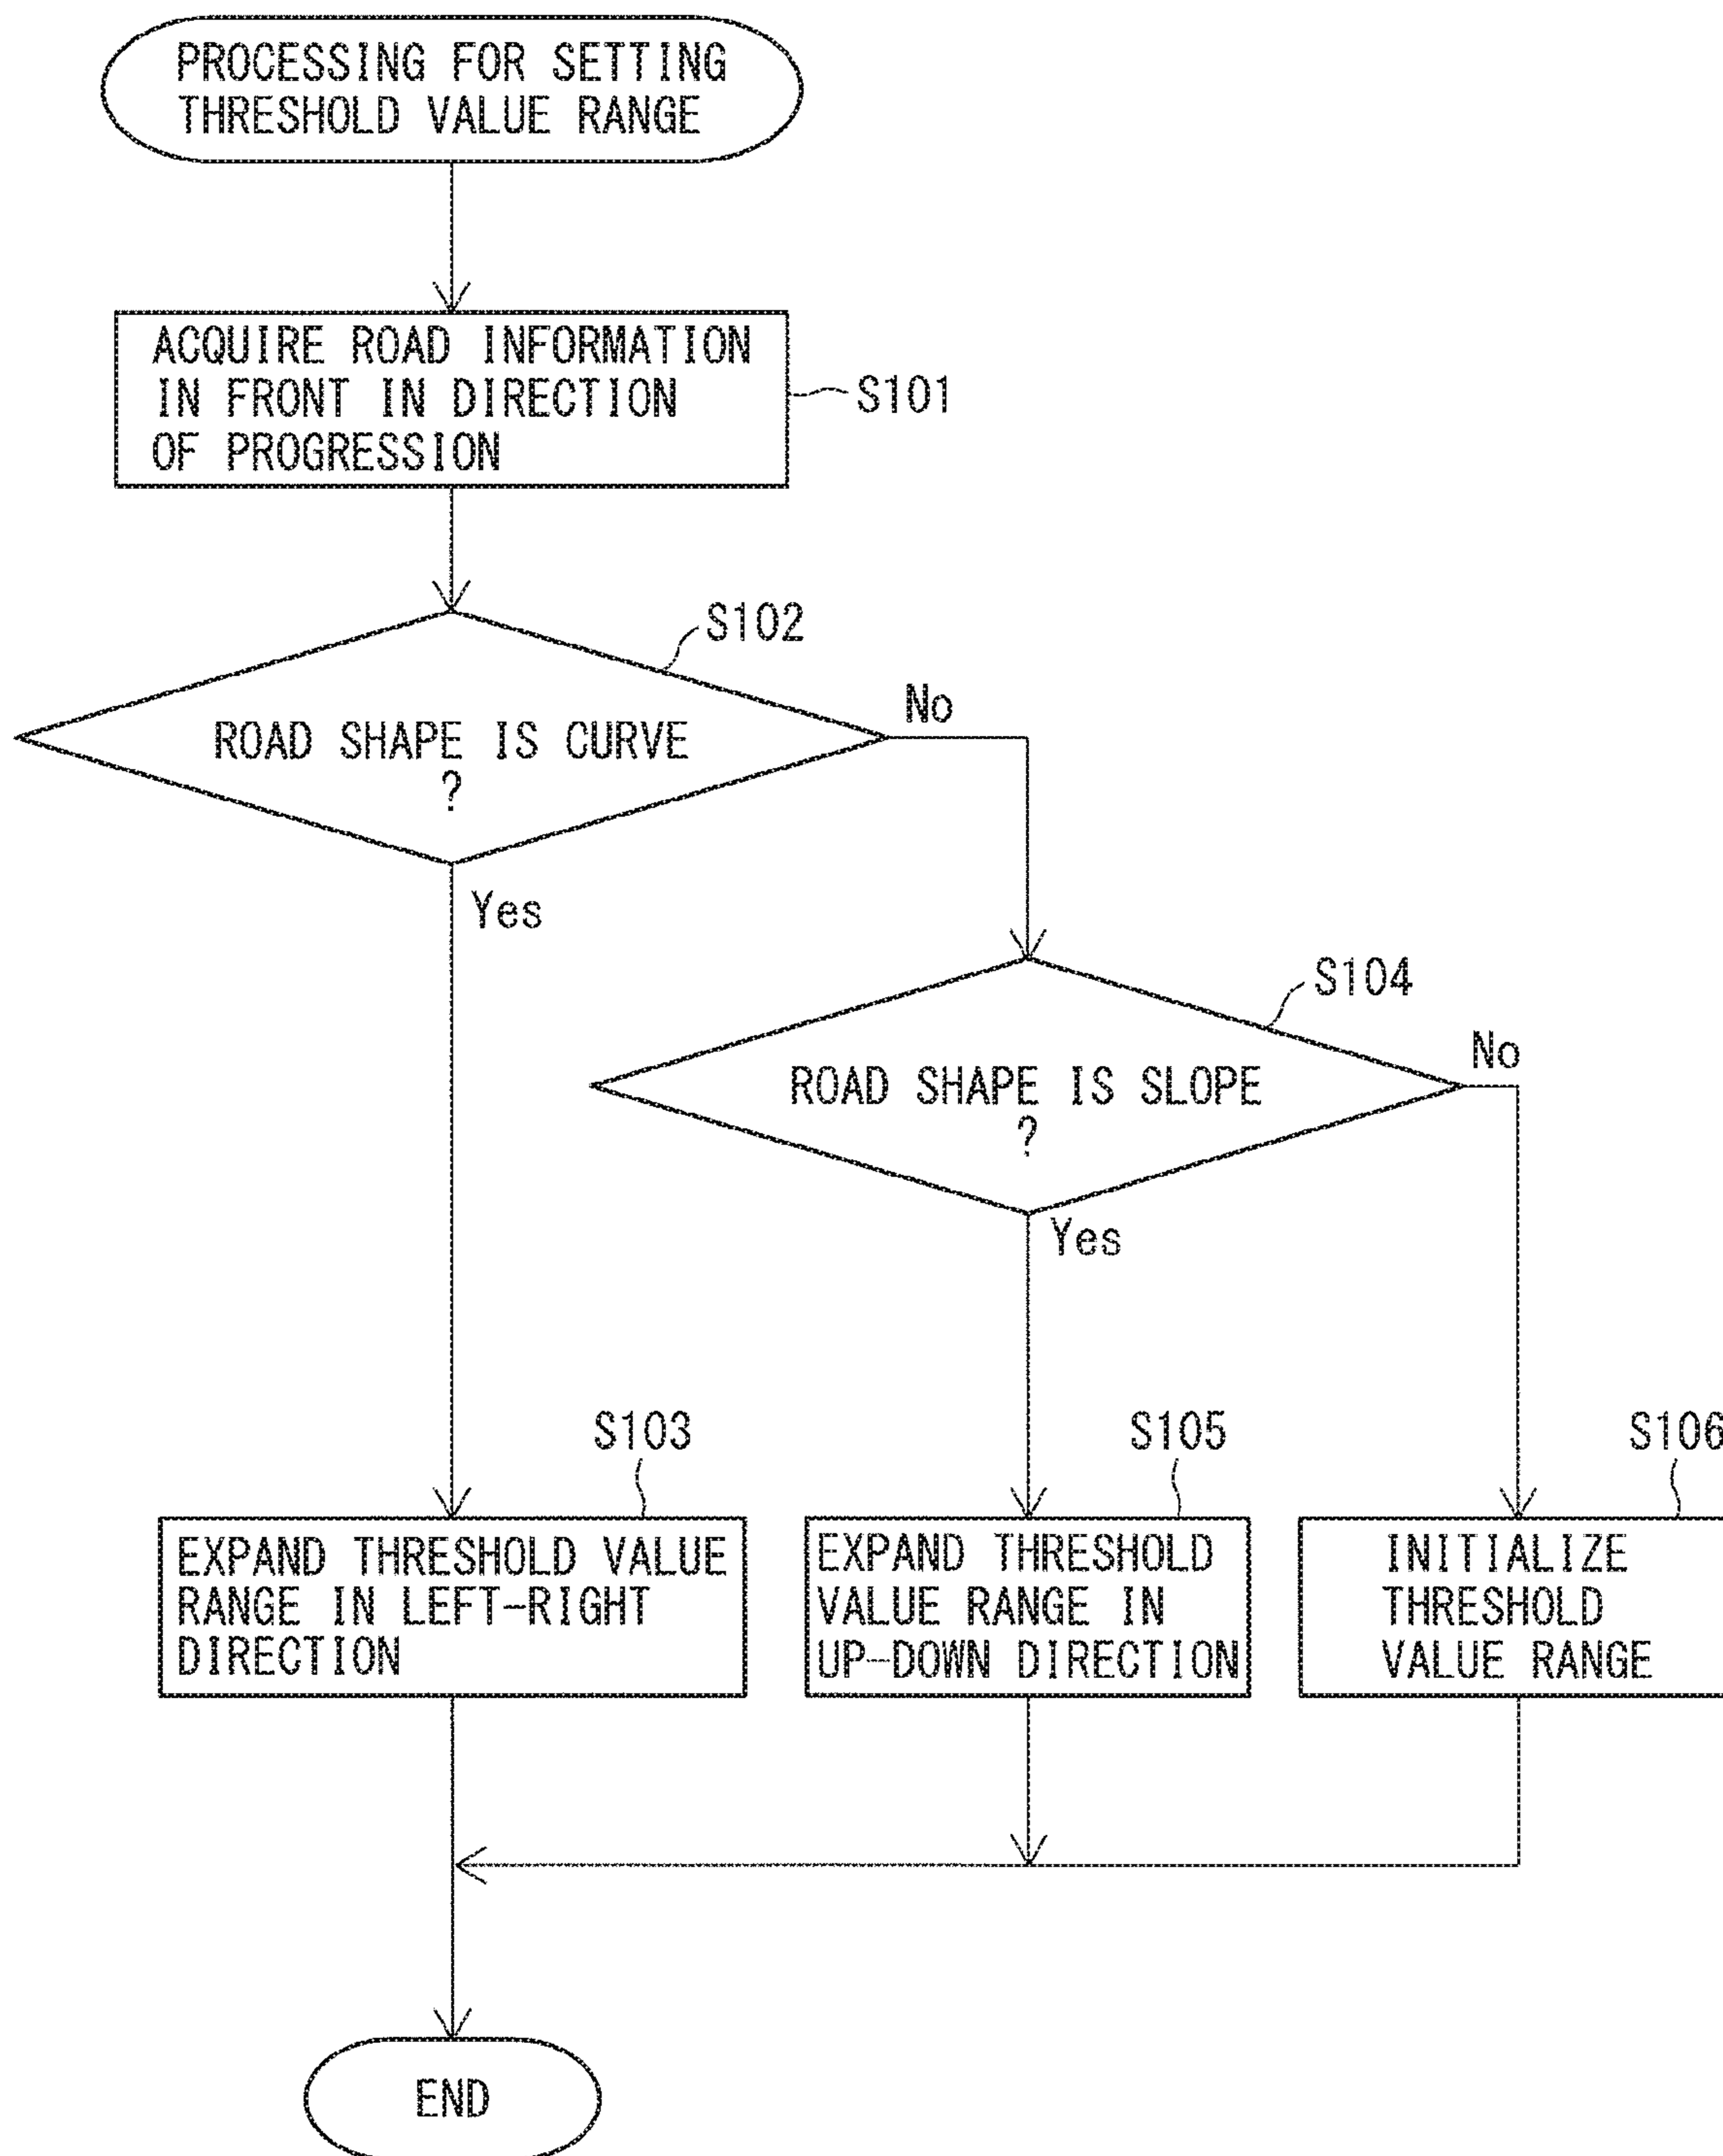 PROCESSING FOR SETTING
THRESHOLD VALUE RANGE
ACQUIRE ROAD INFORMATION
IN FRONT IN DIRECTION
OF PROGRESSION
S101
S102
ROAD SHAPE IS CURVE
?
No
Yes
S104
ROAD SHAPE IS SLOPE
?
No
Yes
S103
EXPAND THRESHOLD VALUE
RANGE IN LEFT-RIGHT
DIRECTION
S105
EXPAND THRESHOLD
VALUE RANGE IN
UP-DOWN DIRECTION
S106
INITIALIZE
THRESHOLD
VALUE RANGE
END